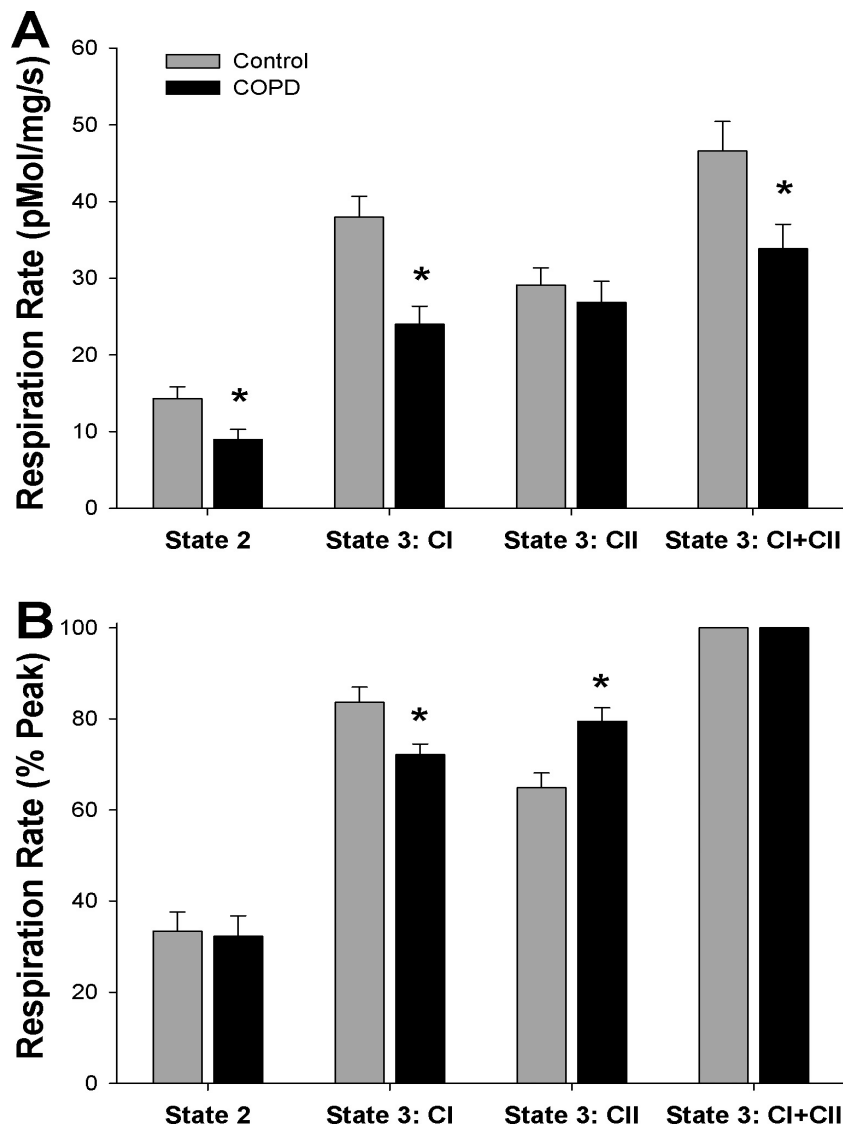 A
Respiration Rate (pMol/mg/s)
60
50
40
30
20
10
0
Control
COPD
*
*
*
State 2
State 3: CI
State 3: CII
State 3: CI+CII
B
Respiration Rate (% Peak)
100
80
60
40
20
0
*
*
State 2
State 3: CI
State 3: CII
State 3: CI+CII